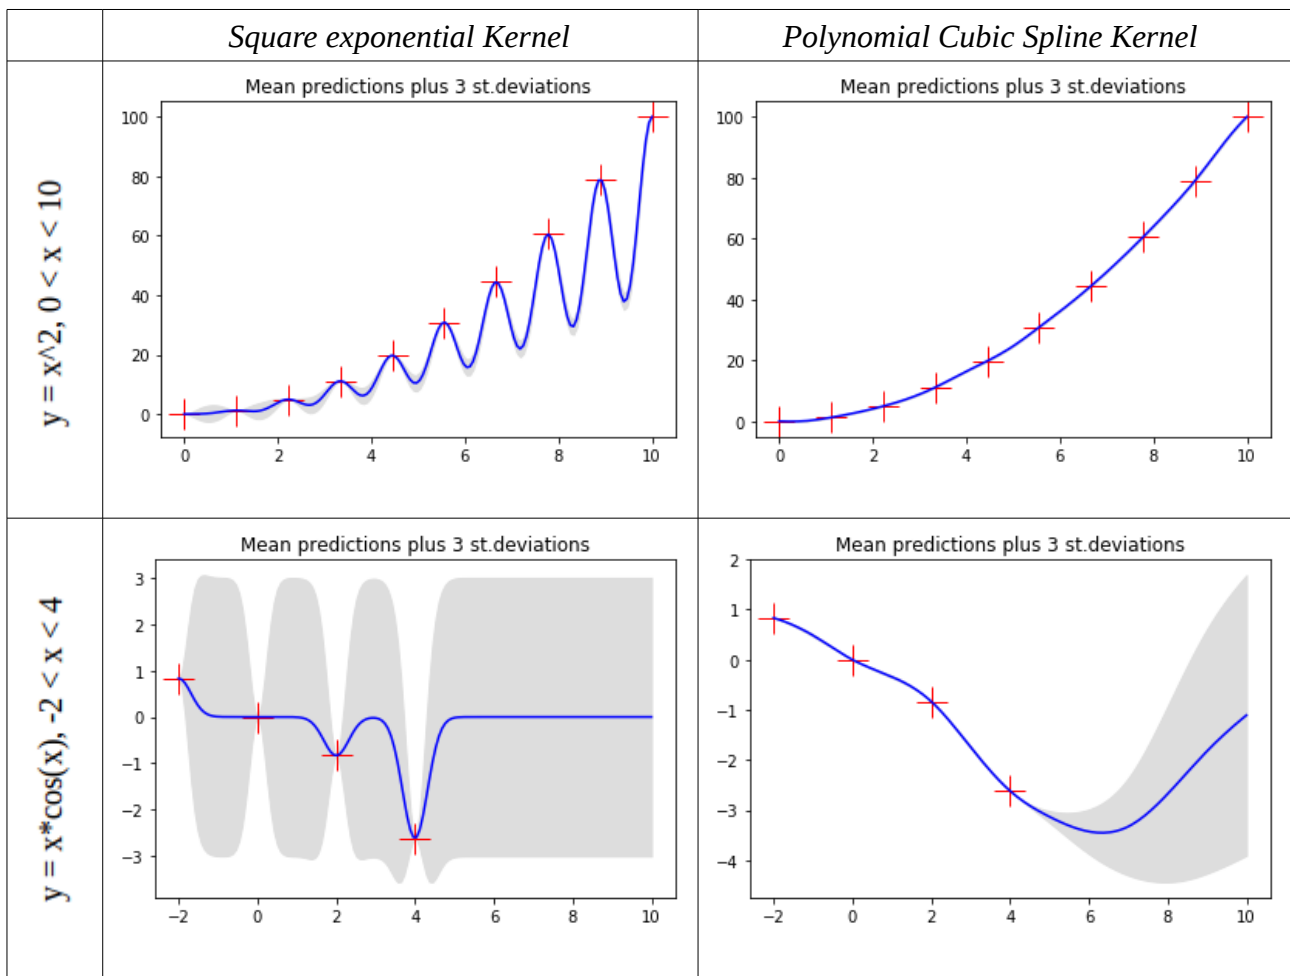 Square exponential Kernel
Polynomial Cubic Spline Kernel
y = x^2, 0 < x < 10
Mean predictions plus 3 st.deviations
100
80
60
40
20
0
0 2 4 6 8 10
Mean predictions plus 3 st.deviations
100
80
60
40
20
0
0 2 4 6 8 10
y = x*cos(x), -2 < x < 4
Mean predictions plus 3 st.deviations
3
2
1
0
−1
−2
−3
−2 0 2 4 6 8 10
Mean predictions plus 3 st.deviations
2
1
0
−1
−2
−3
−4
−2 0 2 4 6 8 10